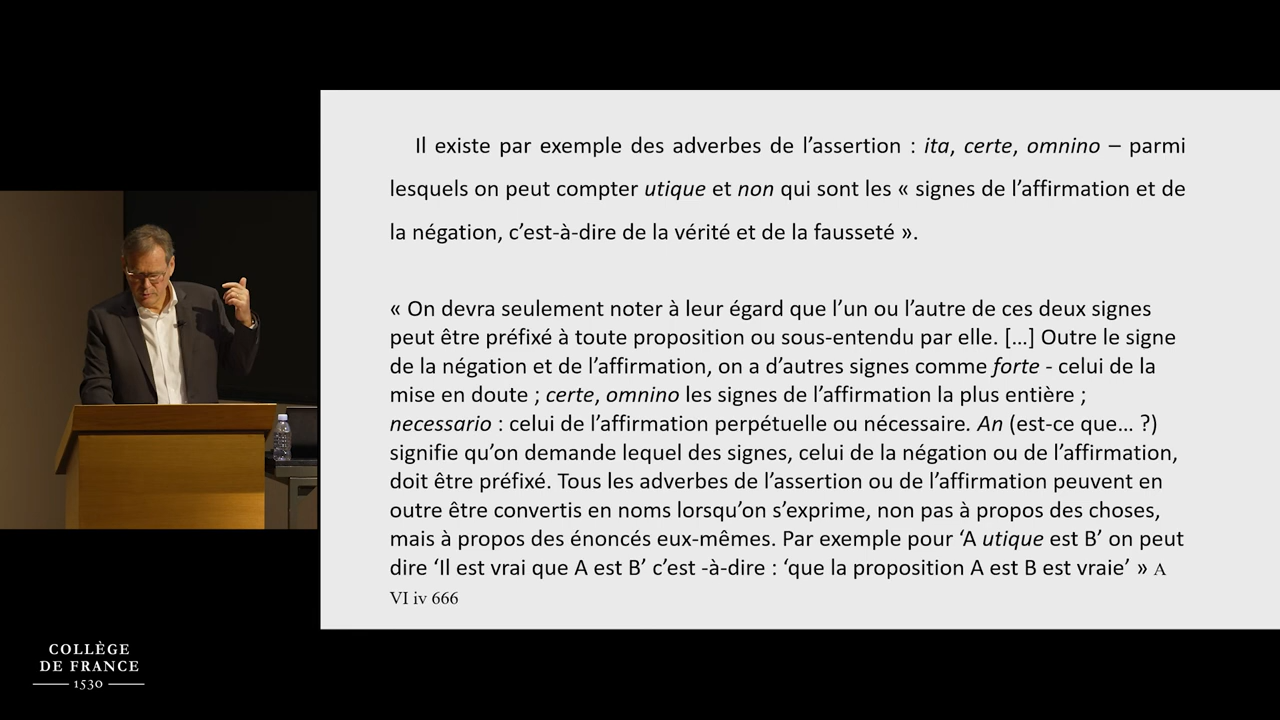 Il existe par exemple des adverbes de l’assertion : ita, certe, omnino – parmi
lesquels on peut compter utique et non qui sont les « signes de l’affirmation et de
la négation, c’est-à-dire de la vérité et de la fausseté ».
« On devra seulement noter à leur égard que l’un ou l’autre de ces deux signes
peut être préfixé à toute proposition ou sous-entendu par elle. […] Outre le signe
de la négation et de l’affirmation, on a d’autres signes comme forte - celui de la
mise en doute ; certe, omnino les signes de l’affirmation la plus entière ;
necessario : celui de l’affirmation perpétuelle ou nécessaire. An (est-ce que… ?)
signifie qu’on demande lequel des signes, celui de la négation ou de l’affirmation,
doit être préfixé. Tous les adverbes de l’assertion ou de l’affirmation peuvent en
outre être convertis en noms lorsqu’on s’exprime, non pas à propos des choses,
mais à propos des énoncés eux-mêmes. Par exemple pour ‘A utique est B’ on peut
dire ‘Il est vrai que A est B’ c’est -à-dire : ‘que la proposition A est B est vraie’ » A
VI iv 666
COLLÈGE
DE FRANCE
1530